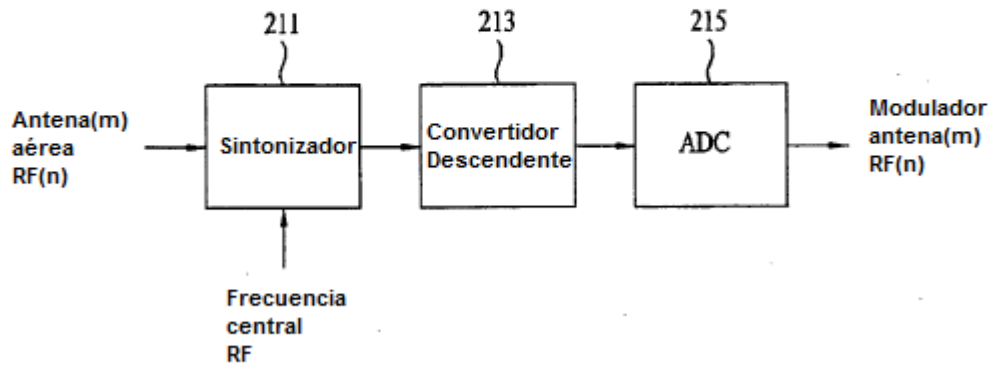 211
213
215
Antena(m)
aérea
RF(n)
Sintonizador
Convertidor
Descendente
ADC
Modulador
antena(m)
RF(n)
Frecuencia
central
RF